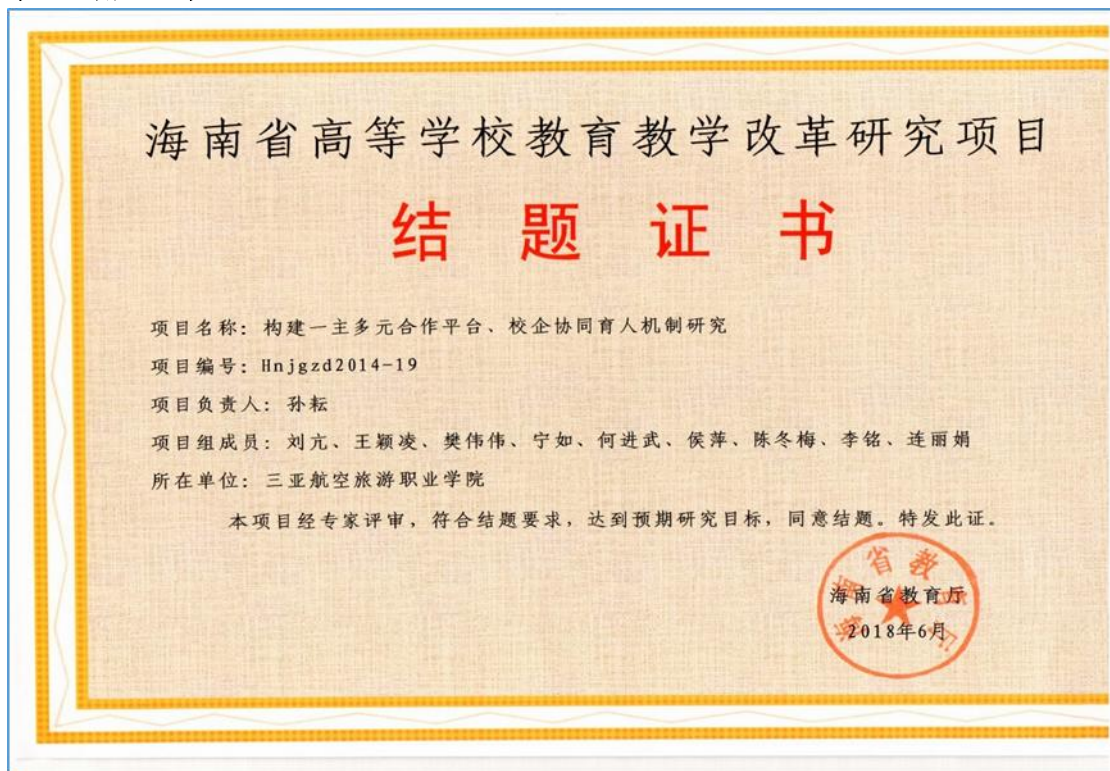 海南省高等学校教育教学改革研究项目
结题证书
项目名称：构建一主多元合作平台、校企协同育人机制研究
项目编号：Hnjgzd2014-19
项目负责人：孙耘
项目组成员：刘亢、王颖凌、樊伟伟、宁如、何进武、侯萍、陈冬梅、李铭、连丽娟
所在单位：三亚航空旅游职业学院
本项目经专家评审，符合结题要求，达到预期研究目标，同意结题。特发此证。
海南省教育厅
海南省教育厅
2018年6月